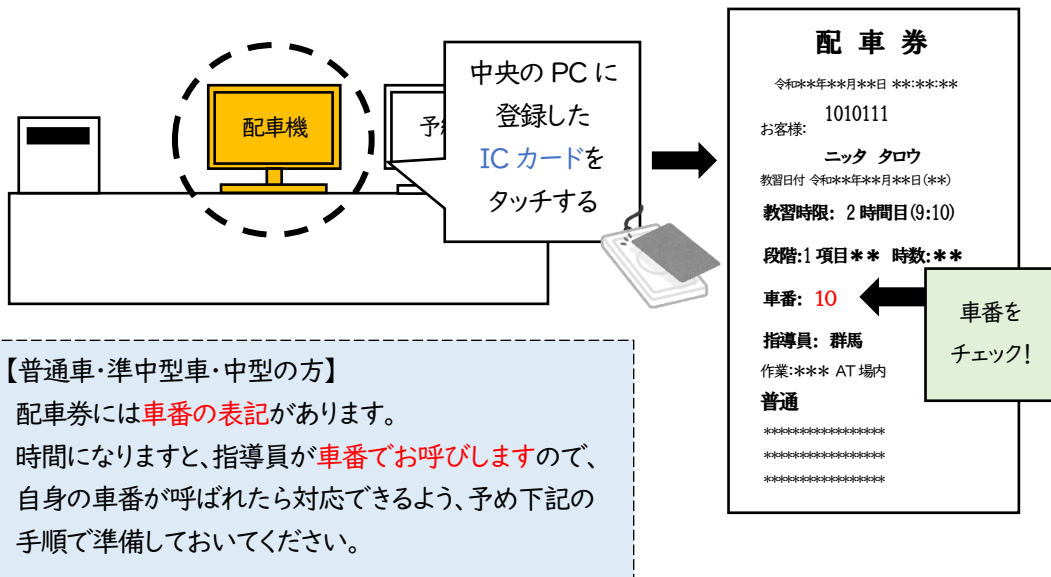 配車機
予
中央の PC に
登録した
IC カードを
タッチする
配 車 券
令和**年**月**日 **:**:**
1010111
お客様:
ニッタ タロウ
教習日付 令和**年**月**日(**)
教習時限: 2 時間目(9:10)
段階:1 項目** 時数:**
車番: 10
指導員: 群馬
作業:*** AT 場内
普通
*****************
*****************
*****************
車番を
チェック!
【普通車・準中型車・中型の方】
配車券には車番の表記があります。
時間になりますと、指導員が車番でお呼びしますので、
自身の車番が呼ばれたら対応できるよう、予め下記の
手順で準備しておいてください。